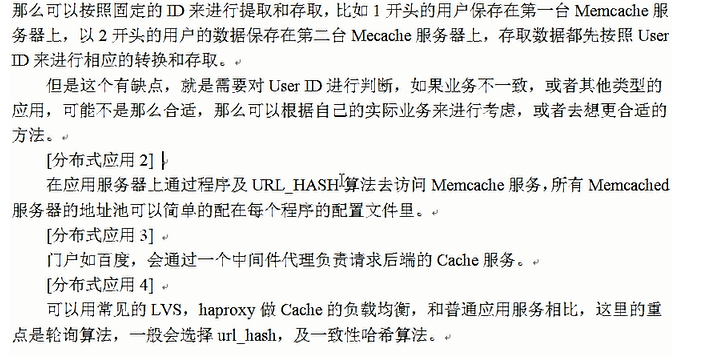 那么可以按照固定的 ID 来进行提取和存取，比如 1 开头的用户保存在第一台 Memcache 服
务器上，以 2 开头的用户的数据保存在第二台 Mecache 服务器上，存取数据都先按照 User
ID 来进行相应的转换和存取。
但是这个有缺点，就是需要对 User ID 进行判断，如果业务不一致，或者其他类型的
应用，可能不是那么合适，那么可以根据自己的实际业务来进行考虑，或者去想更合适的
方法。
[分布式应用 2]
在应用服务器上通过程序及 URL_HASH 算法去访问 Memcache 服务，所有 Memcached
服务器的地址池可以简单的配在每个程序的配置文件里。
[分布式应用 3]
门户如百度，会通过一个中间件代理负责请求后端的 Cache 服务。
[分布式应用 4]
可以用常见的 LVS，haproxy 做 Cache 的负载均衡，和普通应用服务相比，这里的重
点是轮询算法，一般会选择 url_hash，及一致性哈希算法。